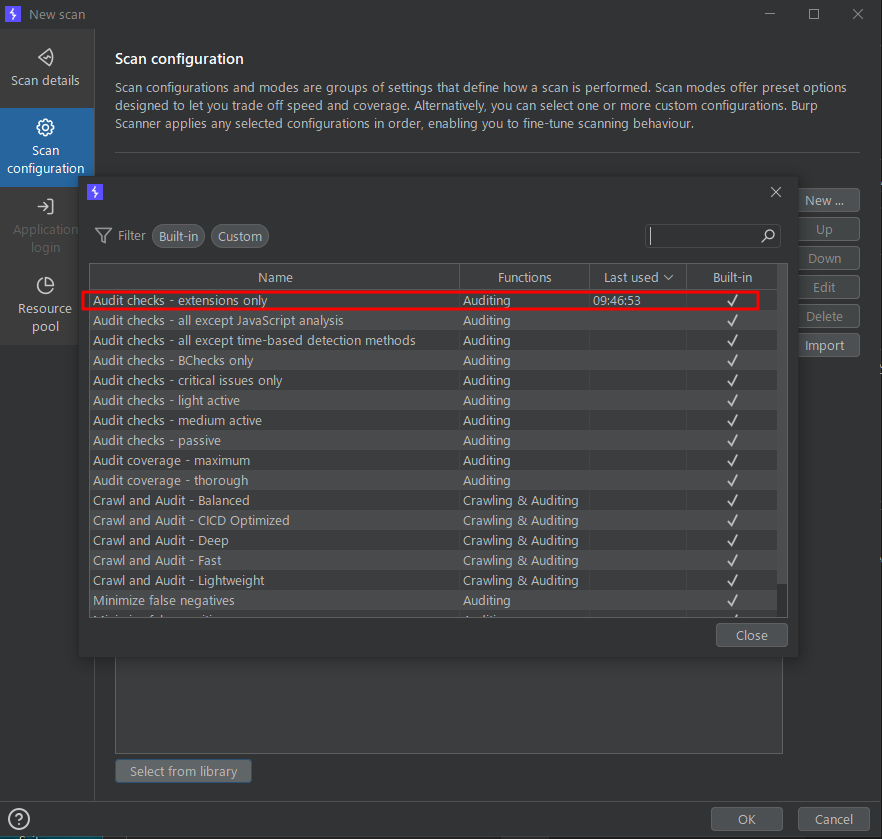 New scan
Scan details
Scan configuration
Application login
Resource pool
Scan configuration
Scan configurations and modes are groups of settings that define how a scan is performed. Scan modes offer preset options
designed to let you trade off speed and coverage. Alternatively, you can select one or more custom configurations. Burp
Scanner applies any selected configurations in order, enabling you to fine-tune scanning behaviour.
New ...
Up
Down
Edit
Delete
Import
Filter Built-in Custom
Name Functions Last used Built-in
Audit checks - extensions only Auditing 09:46:53 ✓
Audit checks - all except JavaScript analysis Auditing ✓
Audit checks - all except time-based detection methods Auditing ✓
Audit checks - BChecks only Auditing ✓
Audit checks - critical issues only Auditing ✓
Audit checks - light active Auditing ✓
Audit checks - medium active Auditing ✓
Audit checks - passive Auditing ✓
Audit coverage - maximum Auditing ✓
Audit coverage - thorough Auditing ✓
Crawl and Audit - Balanced Crawling & Auditing ✓
Crawl and Audit - CICD Optimized Crawling & Auditing ✓
Crawl and Audit - Deep Crawling & Auditing ✓
Crawl and Audit - Fast Crawling & Auditing ✓
Crawl and Audit - Lightweight Crawling & Auditing ✓
Minimize false negatives Auditing ✓
Close
Select from library
?
OK Cancel